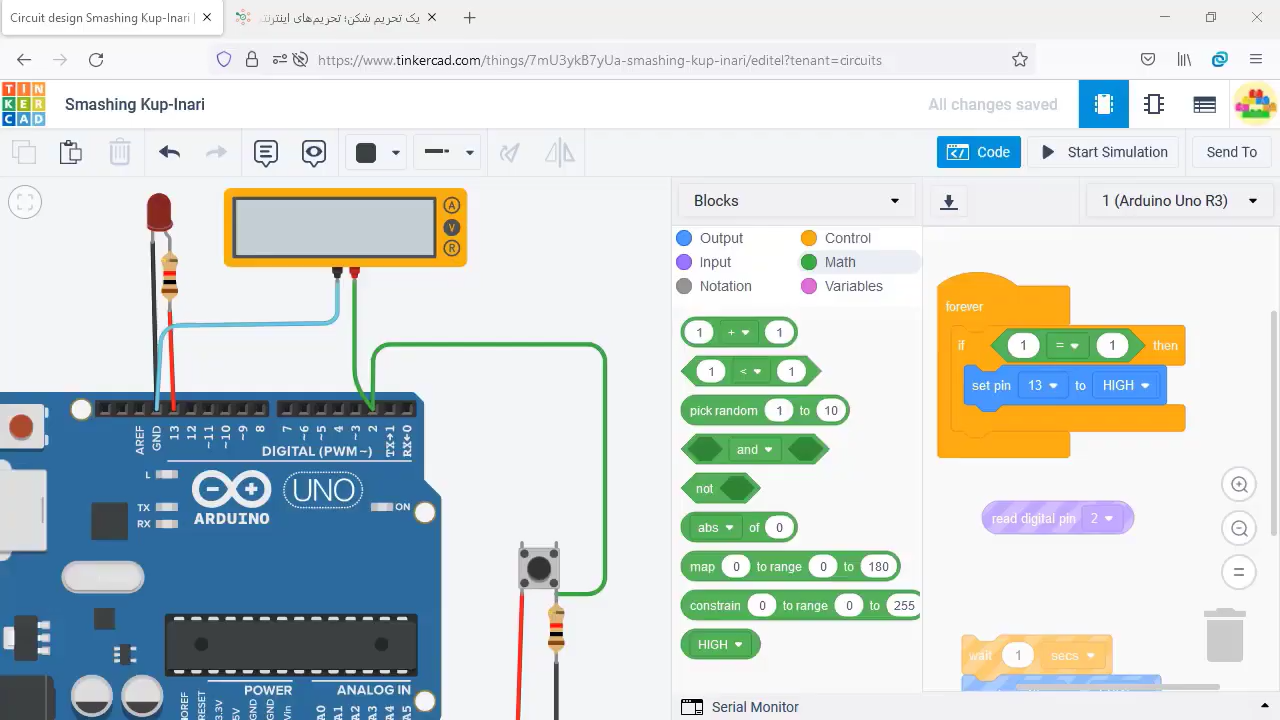 Circuit design Smashing Kup-Inari |
یک تحریم شکن؛ تحریم‌های اینترنتی
https://www.tinkercad.com/things/7mU3ykB7yUa-smashing-kup-inari/editel?tenant=circuits
TIN
KER
CAD
Smashing Kup-Inari
All changes saved
Code
Start Simulation
Send To
A
V
R
Blocks
1 (Arduino Uno R3)
Output
Control
Input
Math
Notation
Variables
1 + 1
1 < 1
pick random 1 to 10
and
not
abs of 0
map 0 to range 0 to 180
constrain 0 to range 0 to 255
HIGH
forever
if 1 = 1 then
set pin 13 to HIGH
read digital pin 2
wait 1 secs
AREF
GND
13
12
~11
~10
~9
8
7
~6
~5
4
~3
2
TX→1
RX←0
DIGITAL (PWM~)
L
TX
RX
ARDUINO
UNO
ON
POWER
ANALOG IN
IOREF
RESET
3.3V
5V
GND
GND
Vin
A0
A1
A2
A3
A4
A5
Serial Monitor